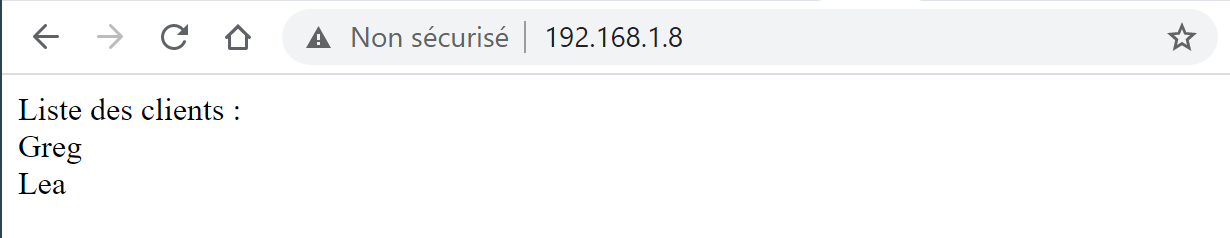 Non sécurisé 192.168.1.8
Liste des clients :
Greg
Lea